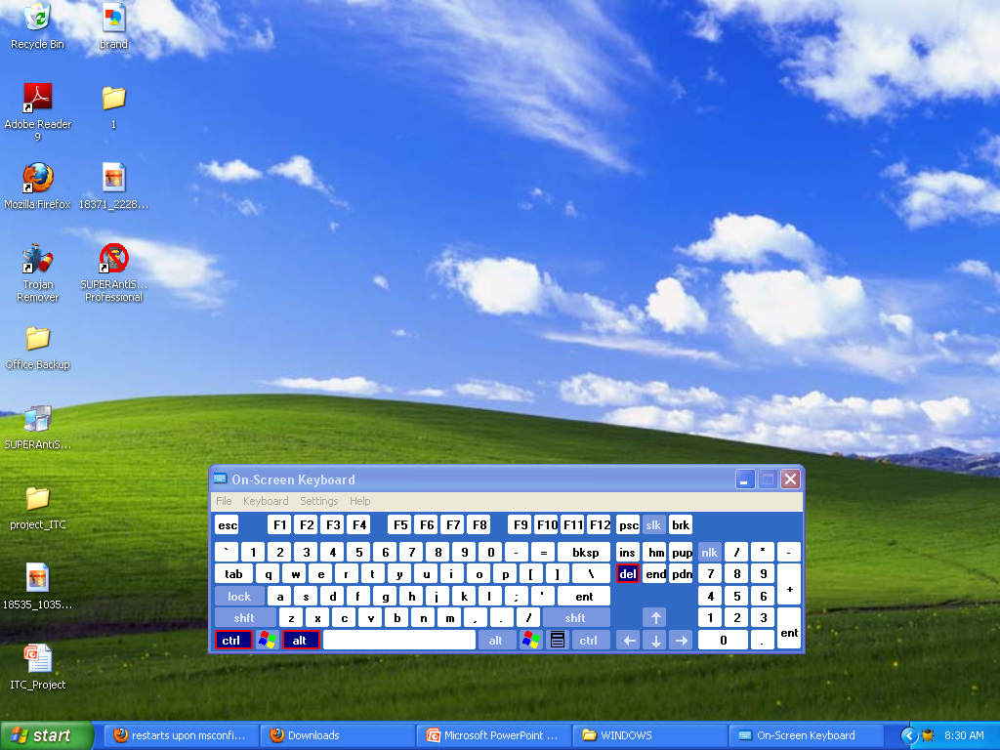 Recycle Bin
brand
Adobe Reader
9
1
Mozilla Firefox
18371_2228...
Trojan
Remover
SUPERAntiS...
Professional
Office Backup
SUPERAntiS...
project_ITC
18535_1035...
ITC_Project
On-Screen Keyboard
File Keyboard Settings Help
esc F1 F2 F3 F4 F5 F6 F7 F8 F9 F10 F11 F12 psc slk brk
` 1 2 3 4 5 6 7 8 9 0 - = bksp ins hm pup nlk / * -
tab q w e r t y u i o p [ ] \ del end pdn 7 8 9 +
lock a s d f g h j k l ; ' ent 4 5 6
shft z x c v b n m , . / shft ↑ 1 2 3 ent
ctrl alt alt ctrl ← ↓ → 0 .
start
restarts upon msconfi...
Downloads
Microsoft PowerPoint ...
WINDOWS
On-Screen Keyboard
8:30 AM